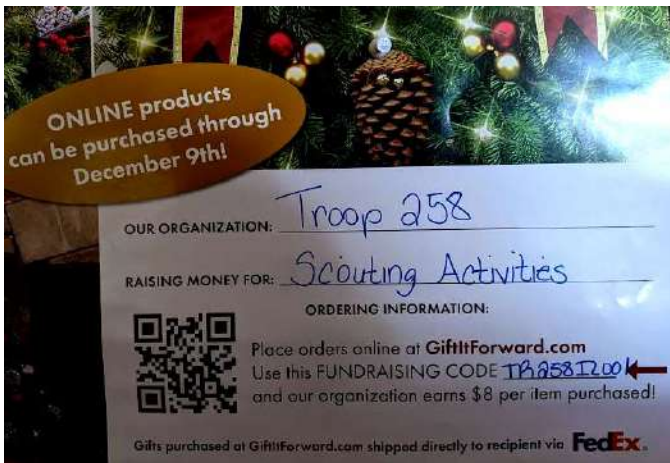 ONLINE products
can be purchased through
December 9th!
OUR ORGANIZATION: Troop 258
RAISING MONEY FOR: Scouting Activities
ORDERING INFORMATION:
Place orders online at GiftItForward.com
Use this FUNDRAISING CODE
and our organization earns $8 per item purchased!
Gifts purchased at GiftItForward.com shipped directly to recipient via FedEx.